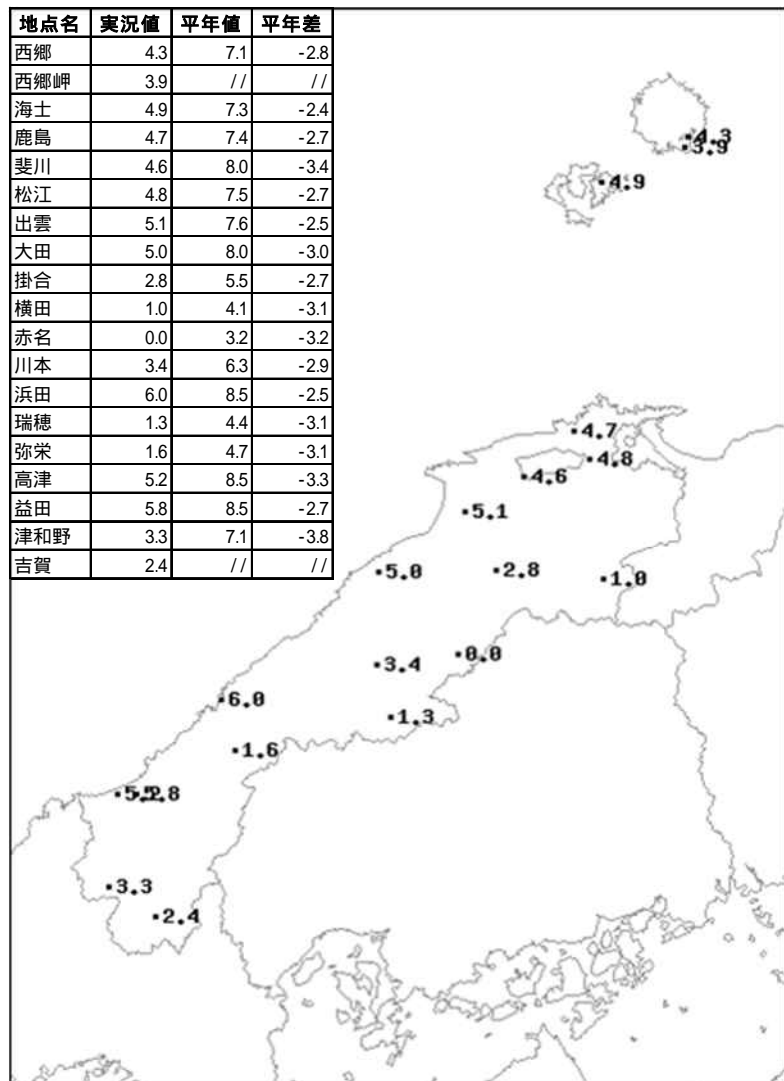 地点名 実況値 平年値 平年差
西郷 4.3 7.1 -2.8
西郷岬 3.9 // //
海士 4.9 7.3 -2.4
鹿島 4.7 7.4 -2.7
斐川 4.6 8.0 -3.4
松江 4.8 7.5 -2.7
出雲 5.1 7.6 -2.5
大田 5.0 8.0 -3.0
掛合 2.8 5.5 -2.7
横田 1.0 4.1 -3.1
赤名 0.0 3.2 -3.2
川本 3.4 6.3 -2.9
浜田 6.0 8.5 -2.5
瑞穂 1.3 4.4 -3.1
弥栄 1.6 4.7 -3.1
高津 5.2 8.5 -3.3
益田 5.8 8.5 -2.7
津和野 3.3 7.1 -3.8
吉賀 2.4 // //
4.3
3.9
4.9
4.7
4.8
4.6
5.1
5.0
2.8
1.0
0.0
3.4
6.0
1.3
1.6
5.2
5.8
3.3
2.4